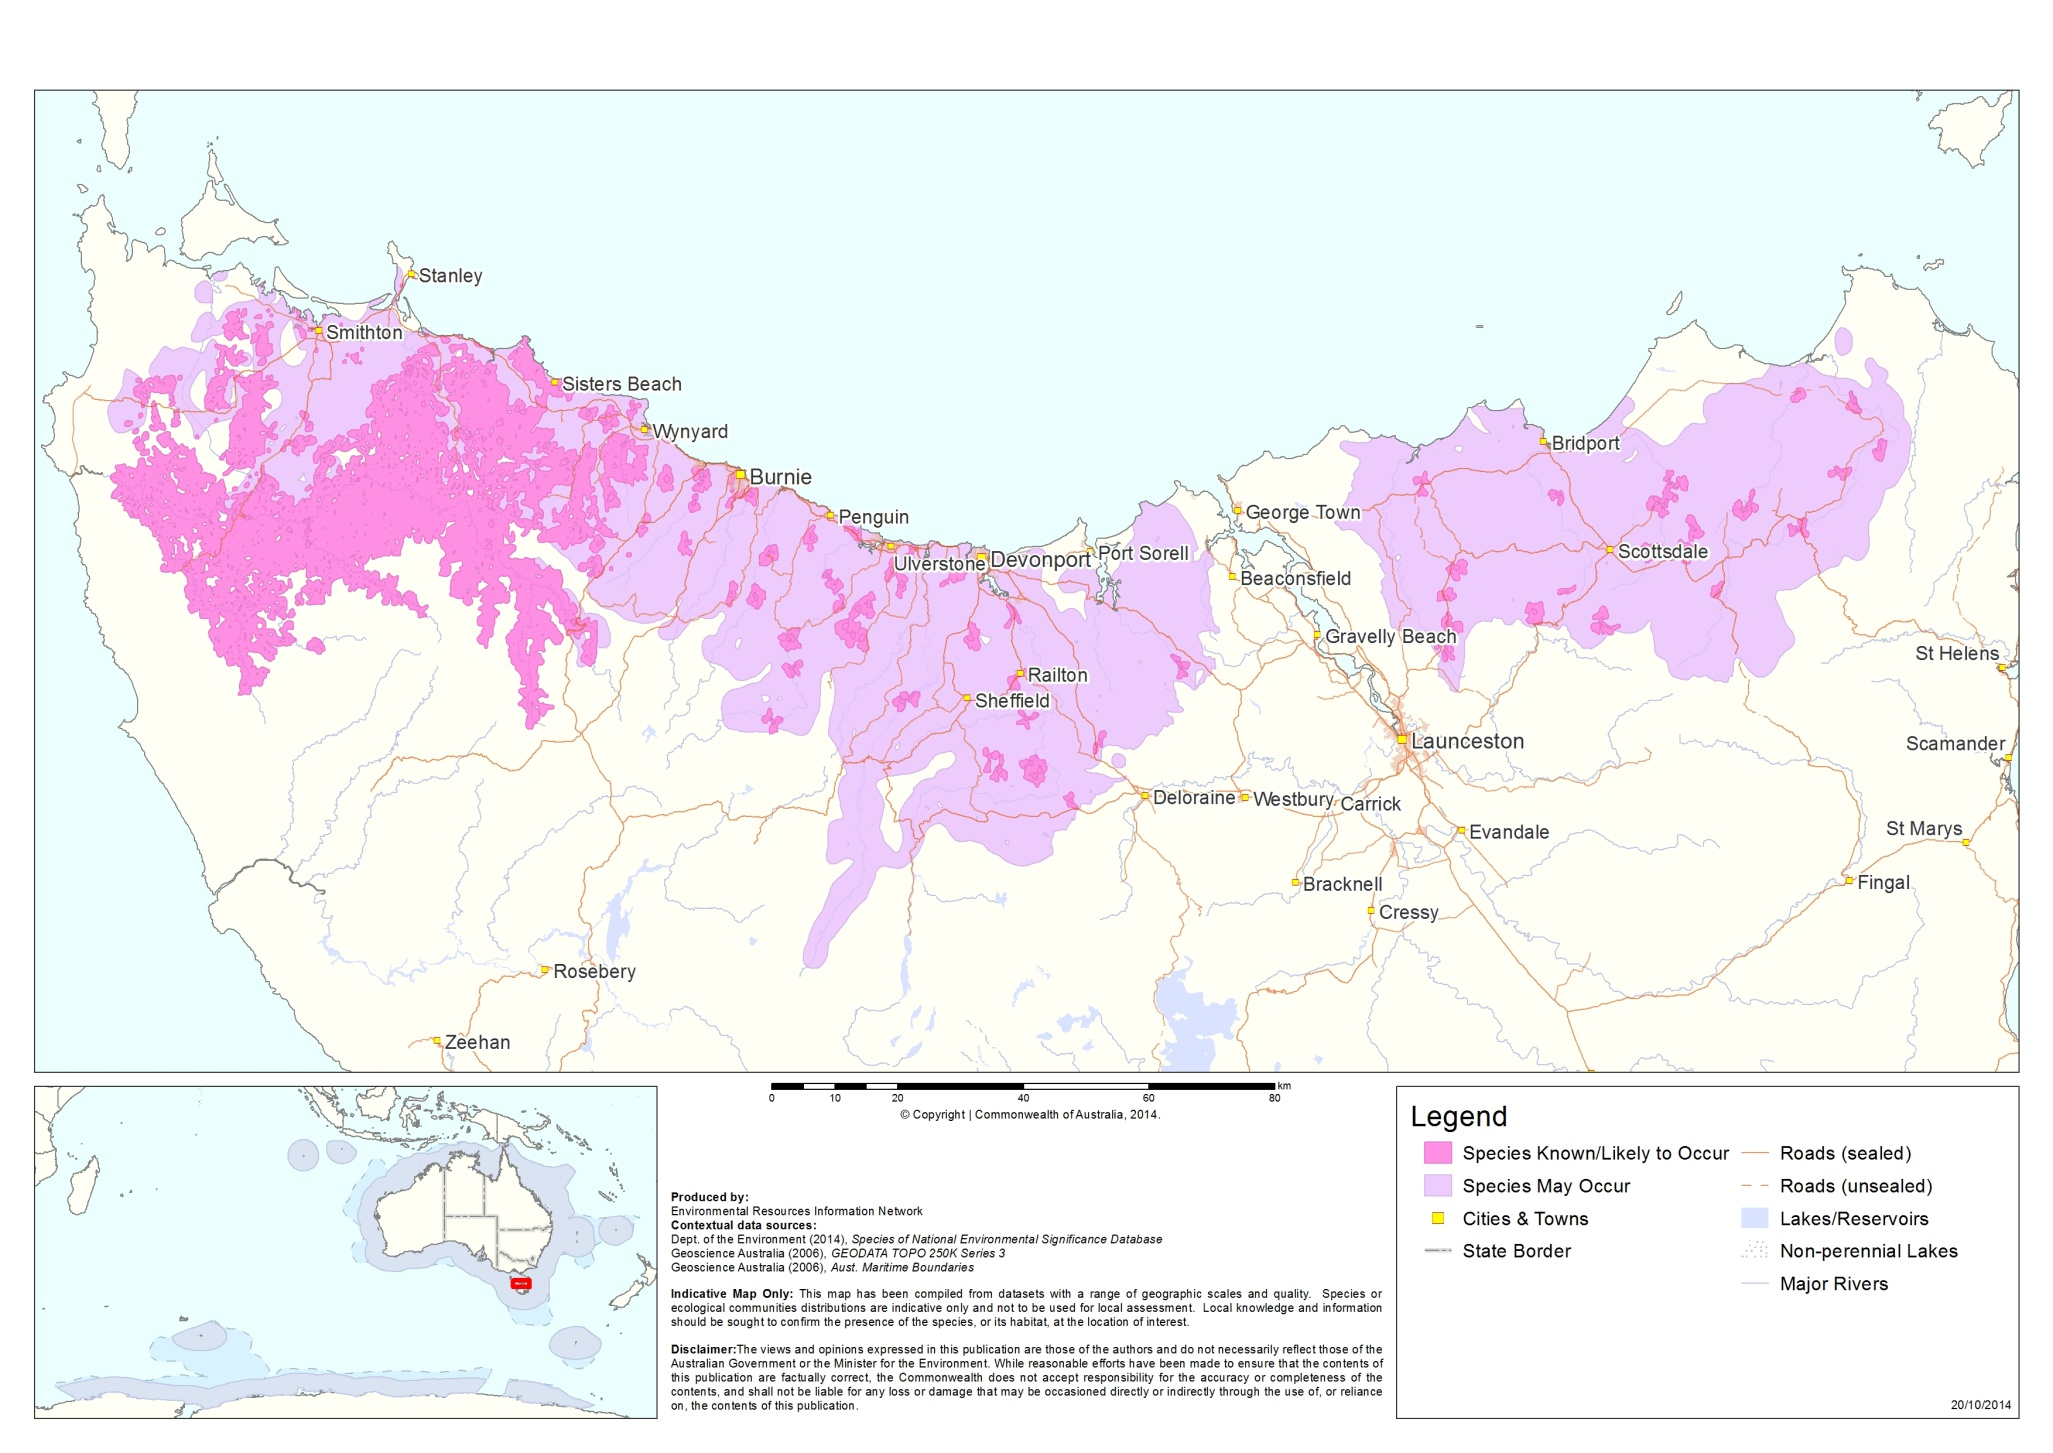 Stanley
Smithton
Sisters Beach
Wynyard
Burnie
Bridport
Penguin
George Town
Ulverstone
Devonport
Port Sorell
Scottsdale
Beaconsfield
Gravelly Beach
St Helens
Railton
Sheffield
Launceston
Scamander
Deloraine
Westbury
Carrick
Evandale
St Marys
Bracknell
Fingal
Cressy
Rosebery
Zeehan
0 10 20 40 60 80 km
© Copyright | Commonwealth of Australia, 2014.
Produced by:
Environmental Resources Information Network
Contextual data sources:
Dept. of the Environment (2014), Species of National Environmental Significance Database
Geoscience Australia (2006), GEODATA TOPO 250K Series 3
Geoscience Australia (2006), Aust. Maritime Boundaries
Indicative Map Only: This map has been compiled from datasets with a range of geographic scales and quality. Species or
ecological communities distributions are indicative only and not to be used for local assessment. Local knowledge and information
should be sought to confirm the presence of the species, or its habitat, at the location of interest.
Disclaimer:The views and opinions expressed in this publication are those of the authors and do not necessarily reflect those of the
Australian Government or the Minister for the Environment. While reasonable efforts have been made to ensure that the contents of
this publication are factually correct, the Commonwealth does not accept responsibility for the accuracy or completeness of the
contents, and shall not be liable for any loss or damage that may be occasioned directly or indirectly through the use of, or reliance
on, the contents of this publication.
Legend
Species Known/Likely to Occur
Species May Occur
Cities & Towns
State Border
Roads (sealed)
Roads (unsealed)
Lakes/Reservoirs
Non-perennial Lakes
Major Rivers
20/10/2014